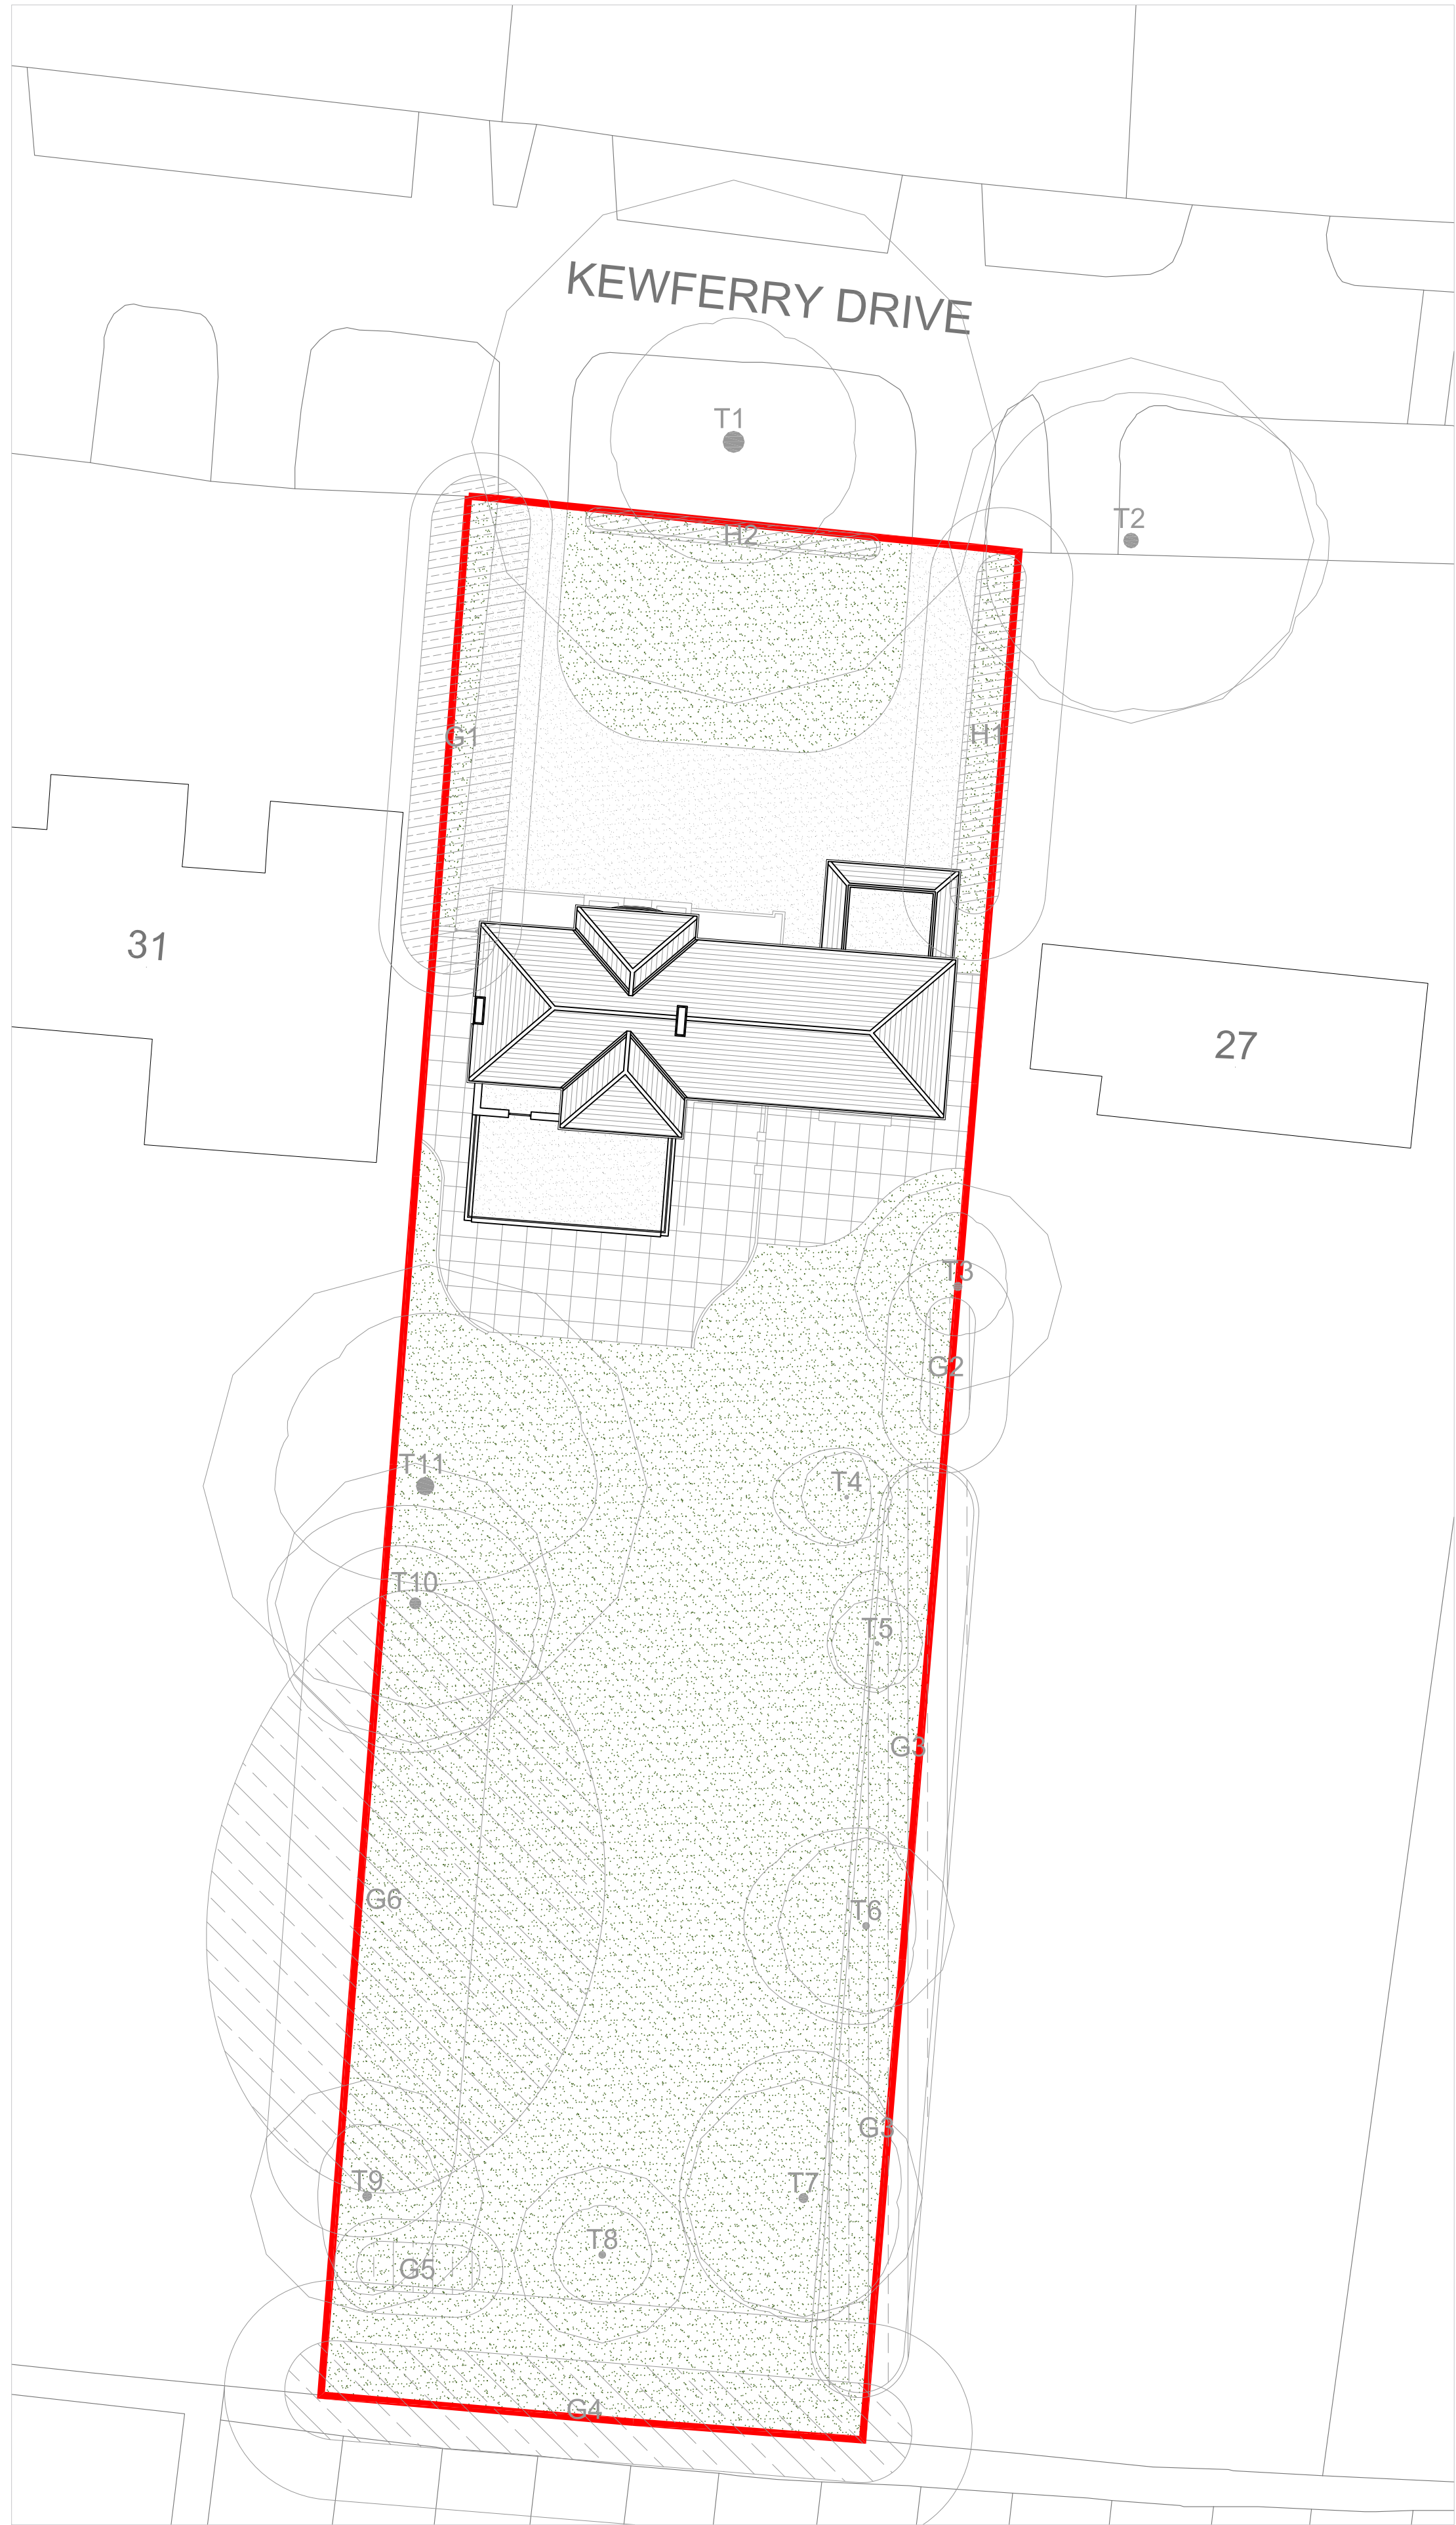 KEWFERRY DRIVE
T1
T2
H2
G1
H1
31
27
T3
G2
T11
T4
T10
T5
G3
G6
T6
G3
T9
T7
T8
G5
G4